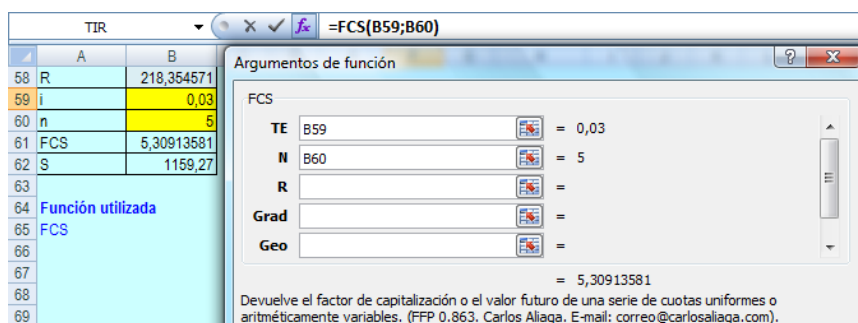 TIR fx =FCS(B59;B60)
A B
58 R 218,354571
59 i 0,03
60 n 5
61 FCS 5,30913581
62 S 1159,27
63
64 Función utilizada
65 FCS
66
67
68
69
Argumentos de función ? X
FCS
TE B59 = 0,03
N B60 = 5
R =
Grad =
Geo =
= 5,30913581
Devuelve el factor de capitalización o el valor futuro de una serie de cuotas uniformes o
aritméticamente variables. (FFP 0.863. Carlos Aliaga. E-mail: correo@carlosaliaga.com).